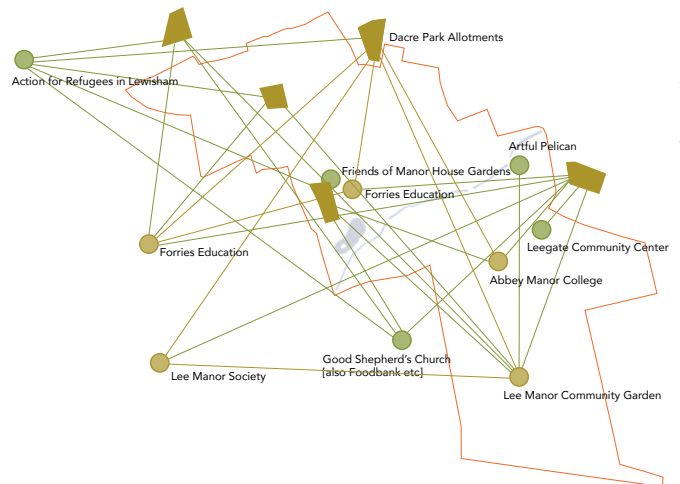 Dacre Park Allotments
Action for Refugees in Lewisham
Artful Pelican
Friends of Manor House Gardens
Forries Education
Leegate Community Center
Forries Education
Abbey Manor College
Good Shepherd's Church
[also Foodbank etc]
Lee Manor Society
Lee Manor Community Garden